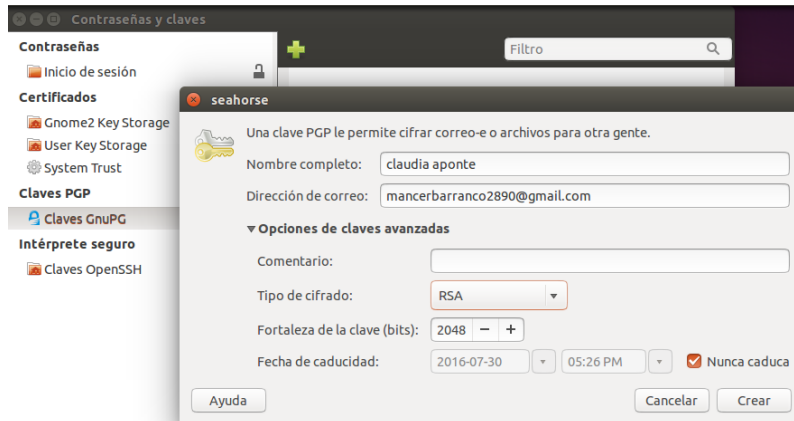 Contraseñas y claves
Filtro
Contraseñas
Inicio de sesión
Certificados
Gnome2 Key Storage
User Key Storage
System Trust
Claves PGP
Claves GnuPG
Intérprete seguro
Claves OpenSSH
seahorse
Una clave PGP le permite cifrar correo-e o archivos para otra gente.
Nombre completo: claudia aponte
Dirección de correo: mancerbarranco2890@gmail.com
Opciones de claves avanzadas
Comentario:
Tipo de cifrado: RSA
Fortaleza de la clave (bits): 2048 − +
Fecha de caducidad: 2016-07-30 05:26 PM Nunca caduca
Ayuda Cancelar Crear